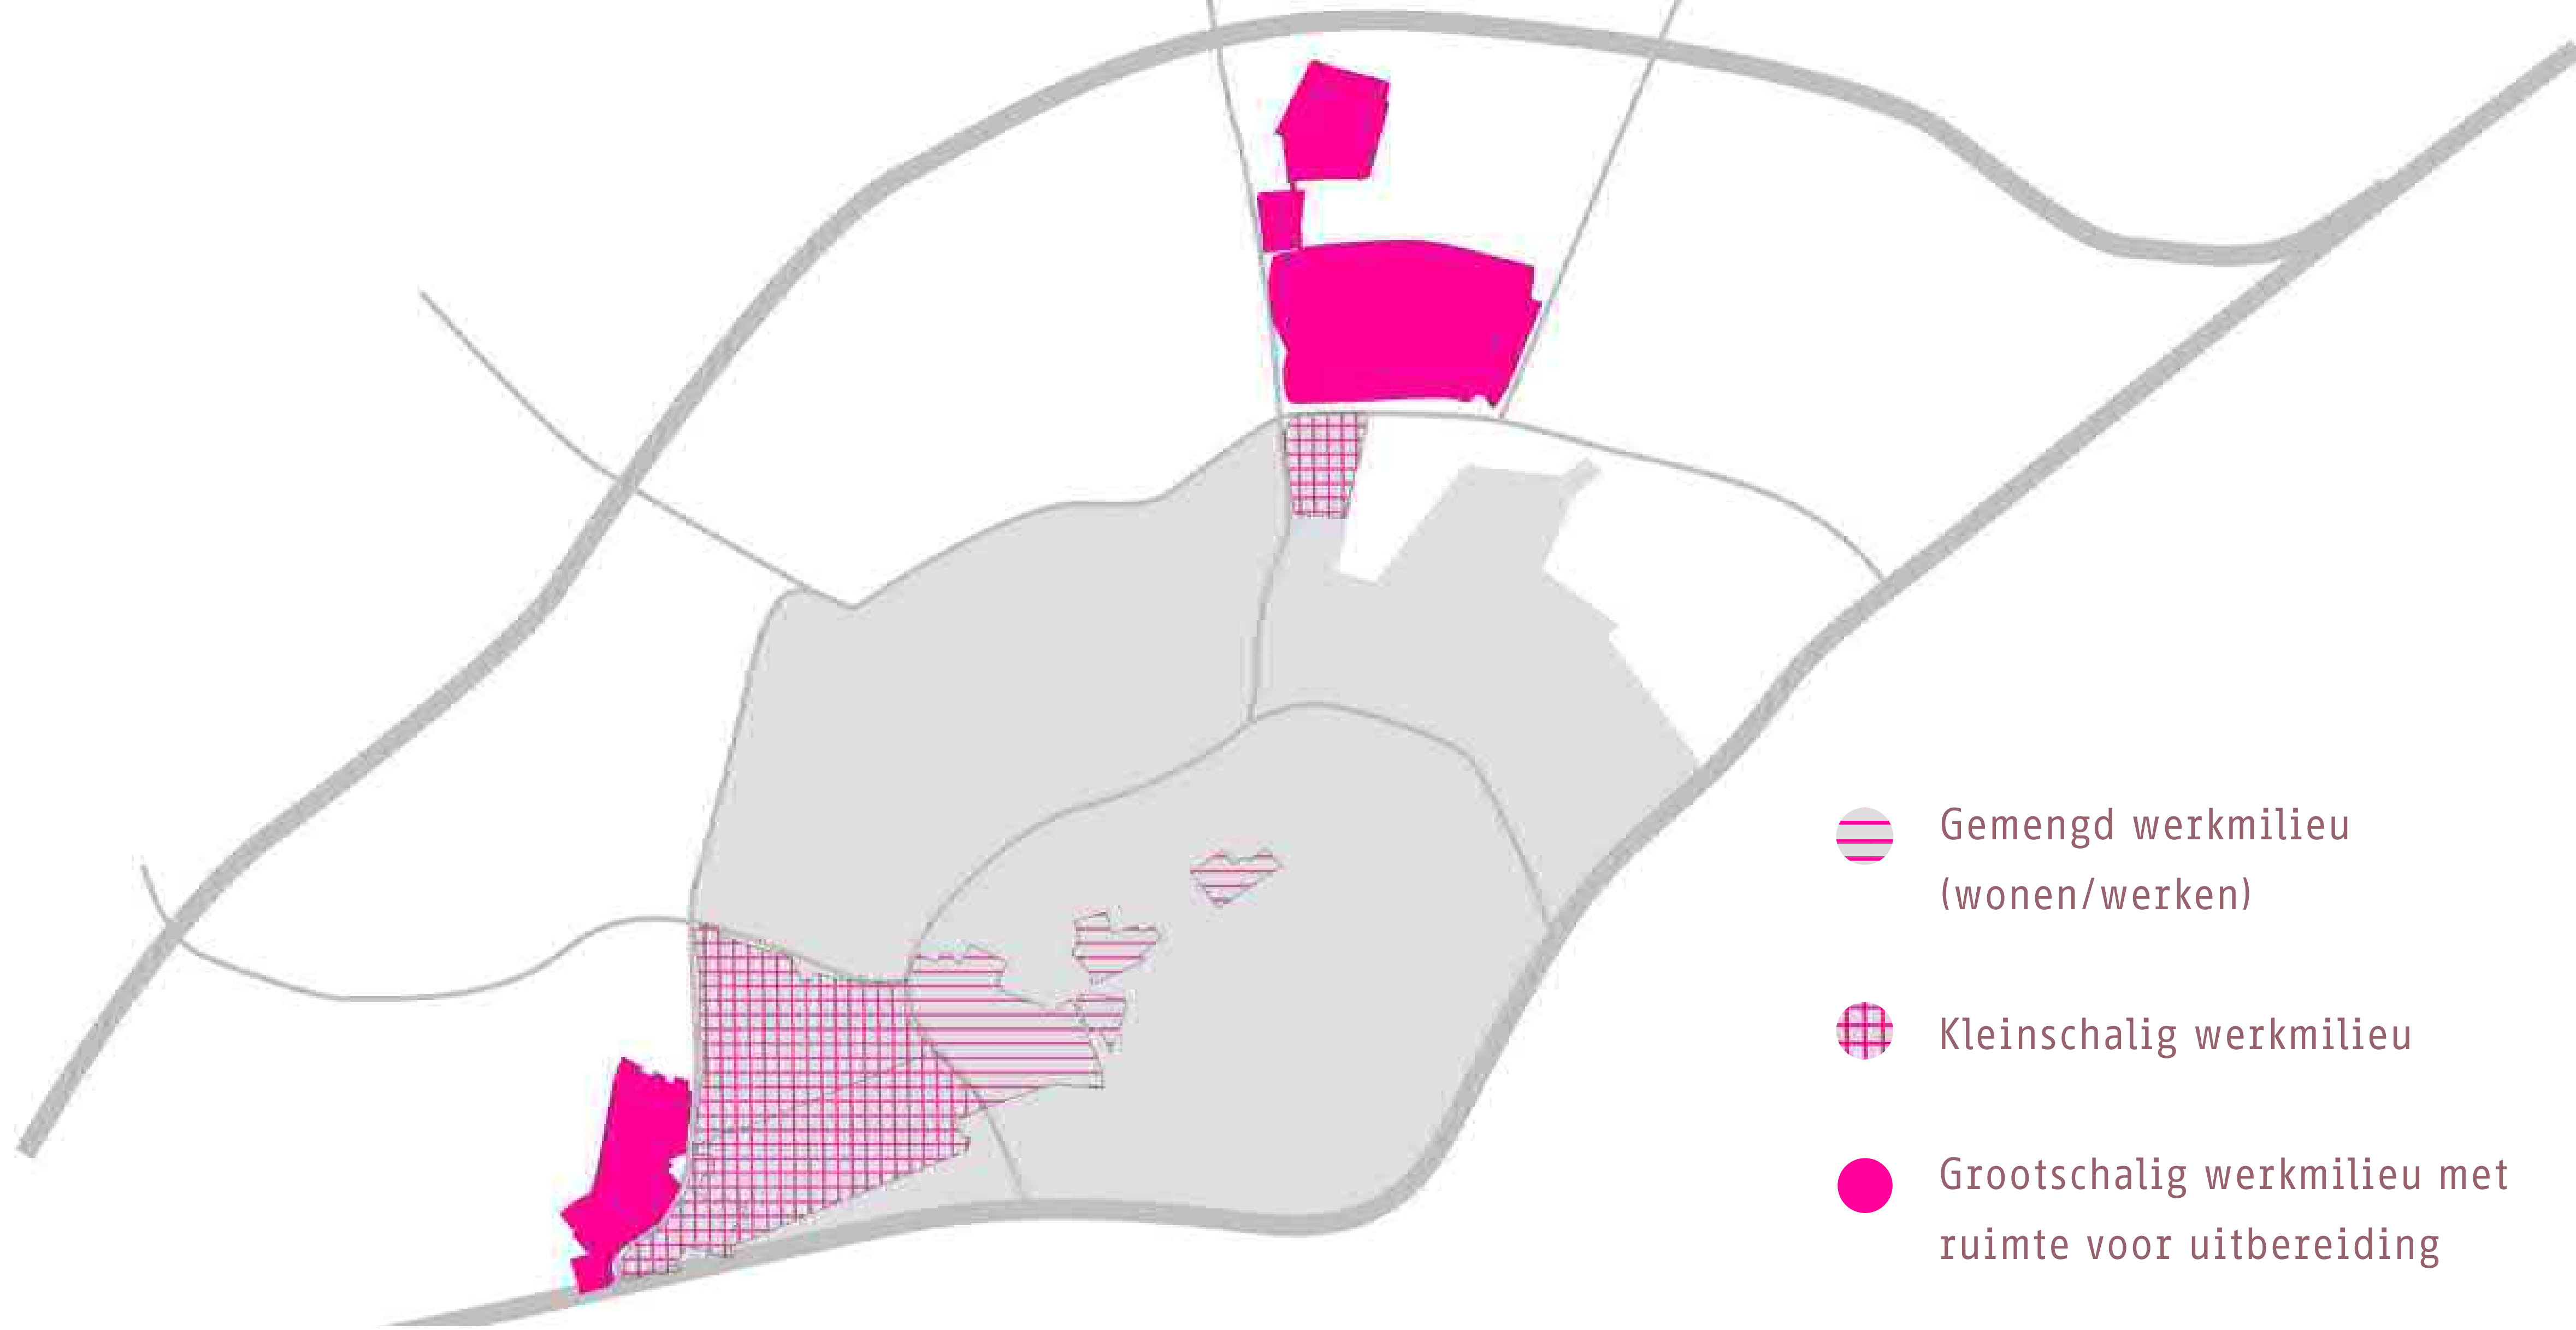 Gemengd werkmilieu
(wonen/werken)
Kleinschalig werkmilieu
Grootschalig werkmilieu met
ruimte voor uitbereiding